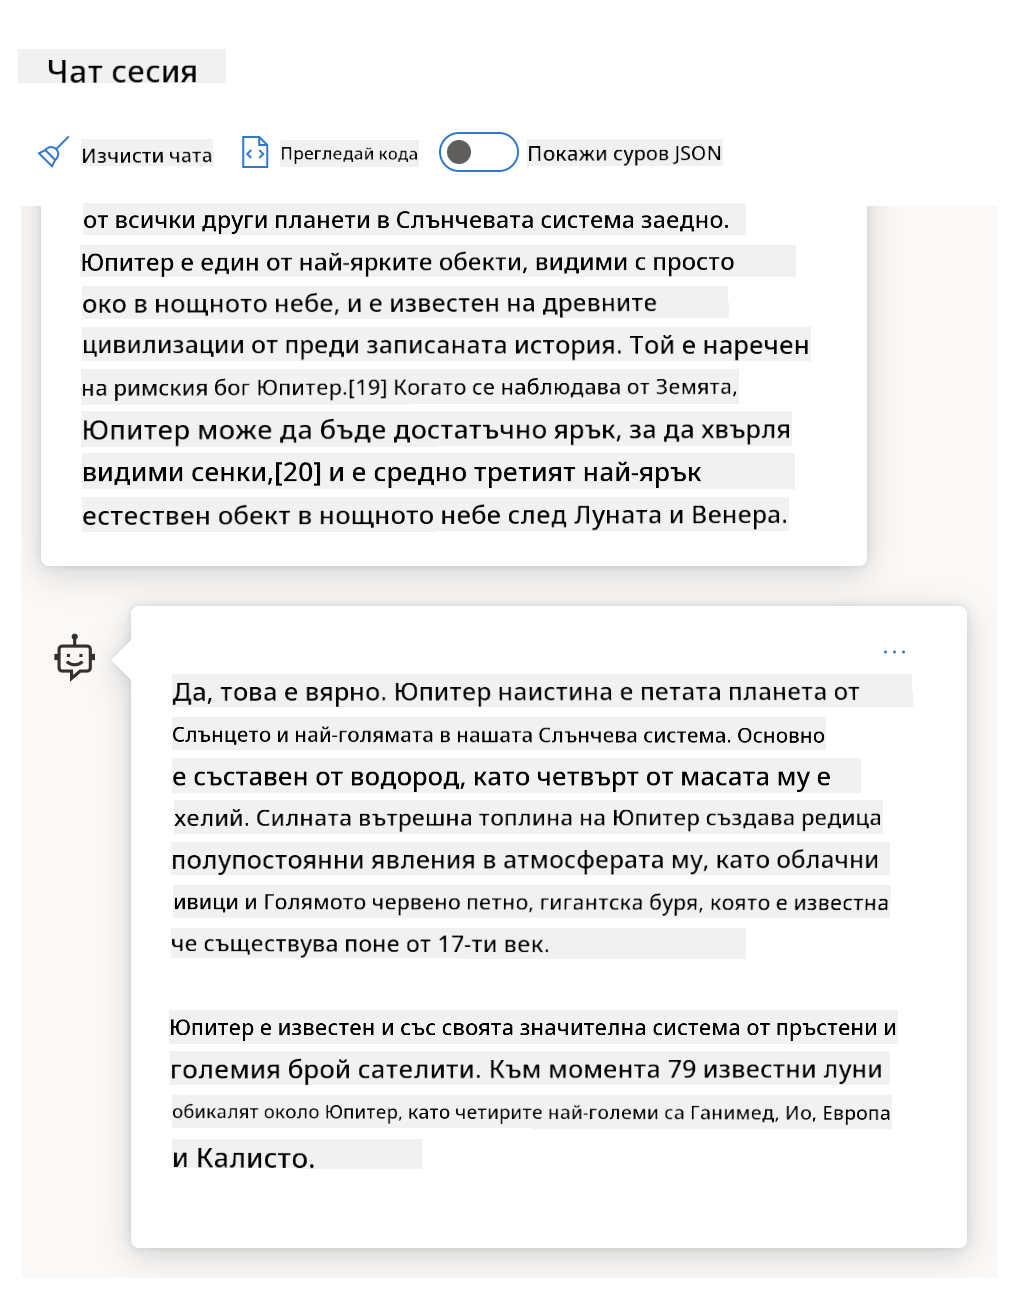 Чат сесия
Изчисти чата
Прегледай кода
Покажи суров JSON
от всички други планети в Слънчевата система заедно.
Юпитер е един от най-ярките обекти, видими с просто
око в нощното небе, и е известен на древните
цивилизации от преди записаната история. Той е наречен
на римския бог Юпитер.[19] Когато се наблюдава от Земята,
Юпитер може да бъде достатъчно ярък, за да хвърля
видими сенки,[20] и е средно третият най-ярък
естествен обект в нощното небе след Луната и Венера.
...
Да, това е вярно. Юпитер наистина е петата планета от
Слънцето и най-голямата в нашата Слънчева система. Основно
е съставен от водород, като четвърт от масата му е
хелий. Силната вътрешна топлина на Юпитер създава редица
полупостоянни явления в атмосферата му, като облачни
ивици и Голямото червено петно, гигантска буря, която е известна
че съществува поне от 17-ти век.
Юпитер е известен и със своята значителна система от пръстени и
големия брой сателити. Към момента 79 известни луни
обикалят около Юпитер, като четирите най-големи са Ганимед, Ио, Европа
и Калисто.